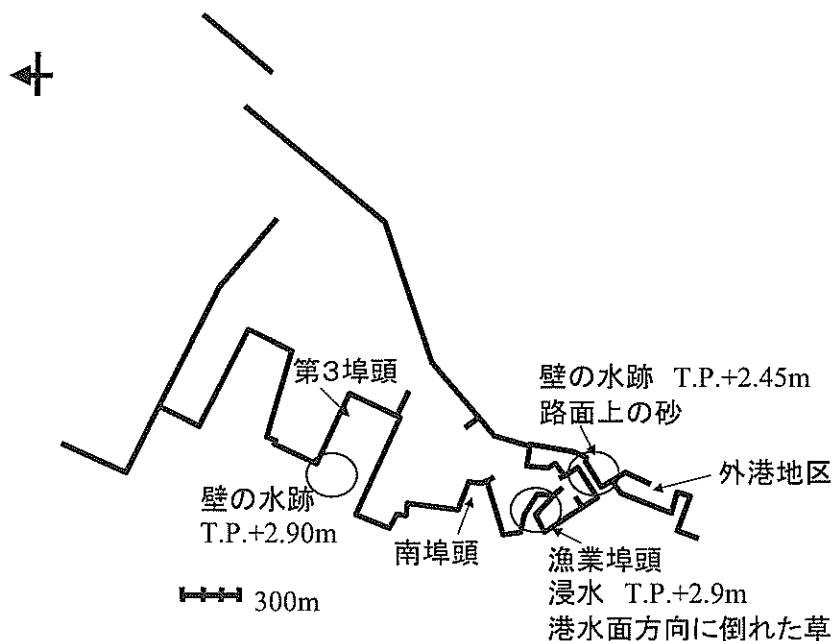 第3埠頭
壁の水跡 T.P.+2.45m
路面上の砂
外港地区
壁の水跡
T.P.+2.90m
南埠頭
漁業埠頭
浸水 T.P.+2.9m
港水面方向に倒れた草
300m